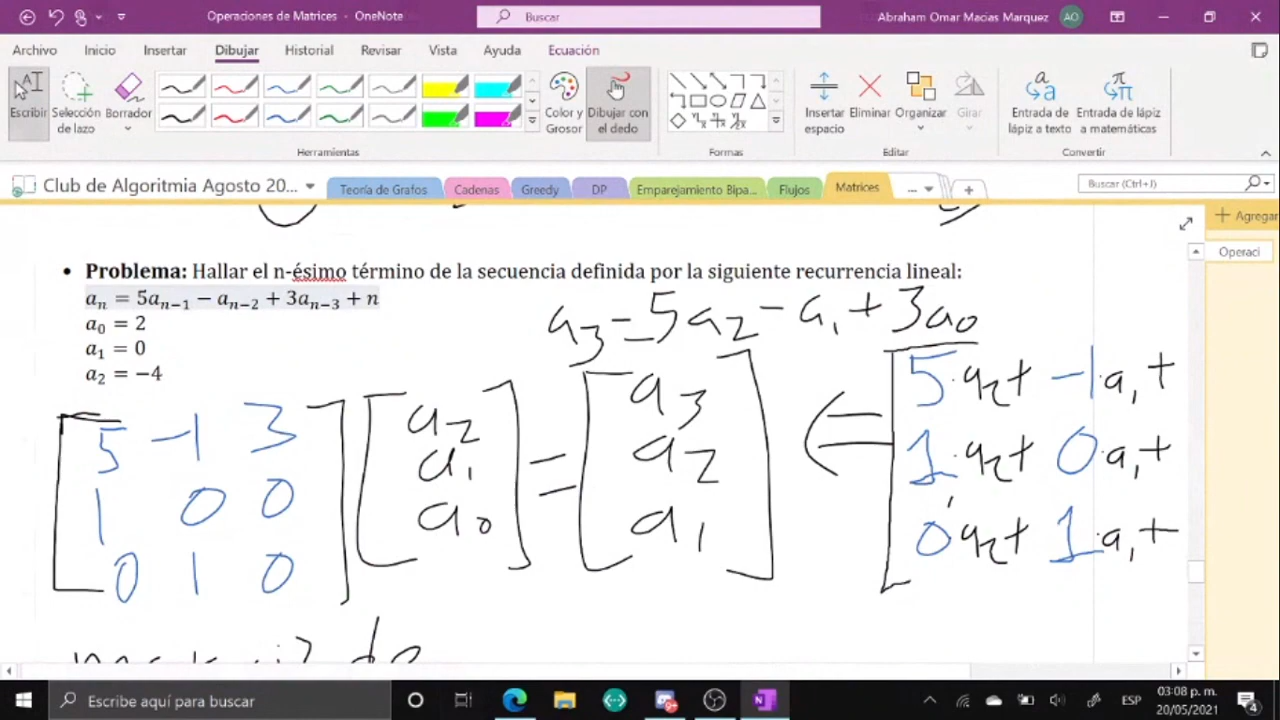 Operaciones de Matrices - OneNote
Buscar
Abraham Omar Macias Marquez AO
Archivo Inicio Insertar Dibujar Historial Revisar Vista Ayuda Ecuación
Escribir
Selección de lazo
Borrador
Color y Grosor
Dibujar con el dedo
Insertar espacio
Eliminar
Organizar
Girar
Entrada de lápiz a texto
Entrada de lápiz a matemáticas
Herramientas Formas Editar Convertir
Club de Algoritmia Agosto 20... Teoría de Grafos Cadenas Greedy DP Emparejamiento Bipa... Flujos Matrices ... +
Buscar (Ctrl+J)
+ Agregar
Operaci
• Problema: Hallar el n-ésimo término de la secuencia definida por la siguiente recurrencia lineal:
aₙ = 5aₙ₋₁ − aₙ₋₂ + 3aₙ₋₃ + n
a₀ = 2
a₁ = 0
a₂ = −4
a₃ = 5a₂ − a₁ + 3a₀
[5 -1 3] [a₂] = [a₃] (= [5·a₂+ -1·a₁+
[1 0 0] [a₁] [a₂] 1·a₂+ 0·a₁+
[0 1 0] [a₀] [a₁] 0·a₂+ 1·a₁+
Escribe aquí para buscar
ESP
03:08 p. m.
20/05/2021
4